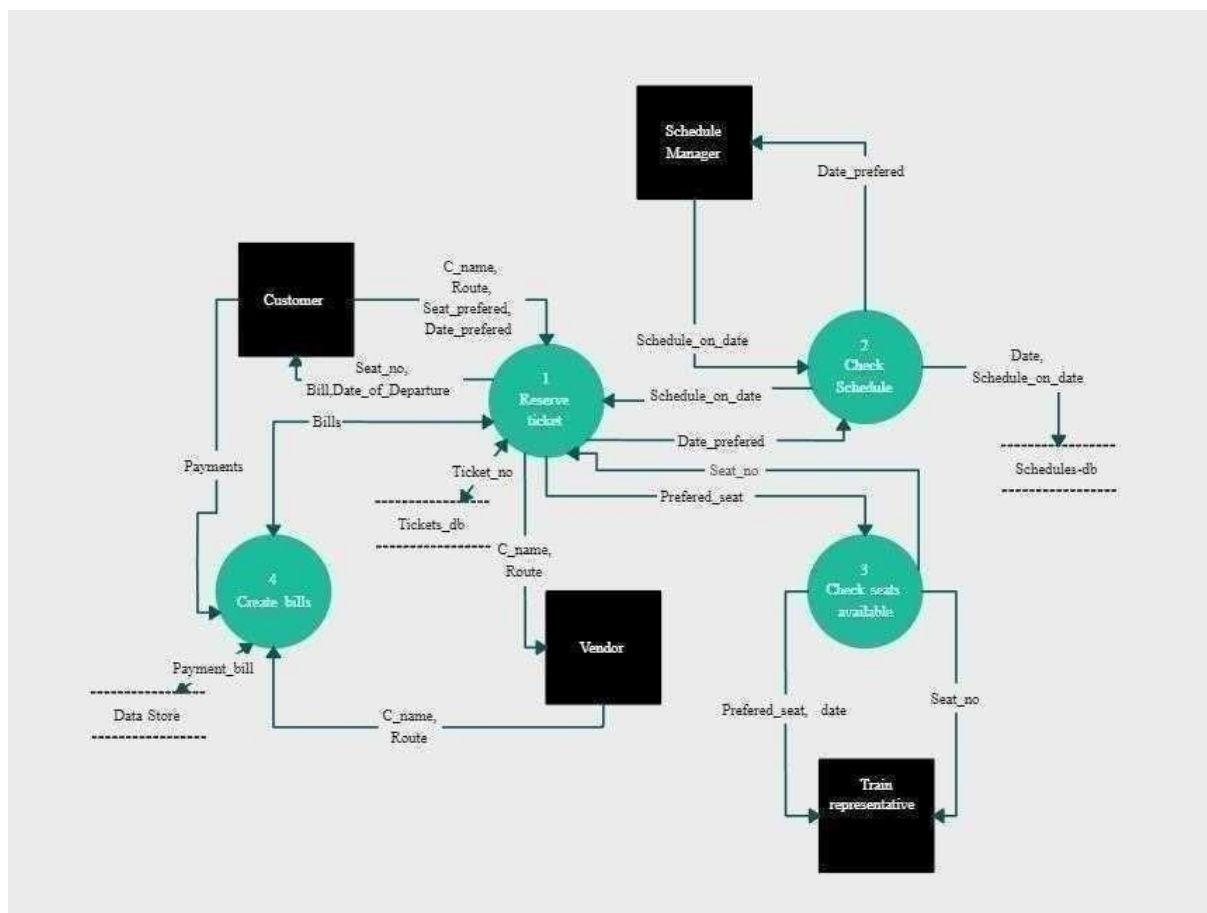 Schedule
Manager
Date_prefered
C_name,
Route,
Seat_prefered,
Date_prefered
Customer
Schedule_on_date
2
Check
Schedule
Date,
Schedule_on_date
Seat_no,
Bill,Date_of_Departure
1
Reserve
ticket
Schedule_on_date
Bills
Date_prefered
Payments
Ticket_no
Seat_no
Schedules-db
Prefered_seat
Tickets_db
C_name,
Route
4
Create bills
3
Check seats
available
Vendor
Payment_bill
Data Store
C_name,
Route
Prefered_seat, date
Seat_no
Train
representative